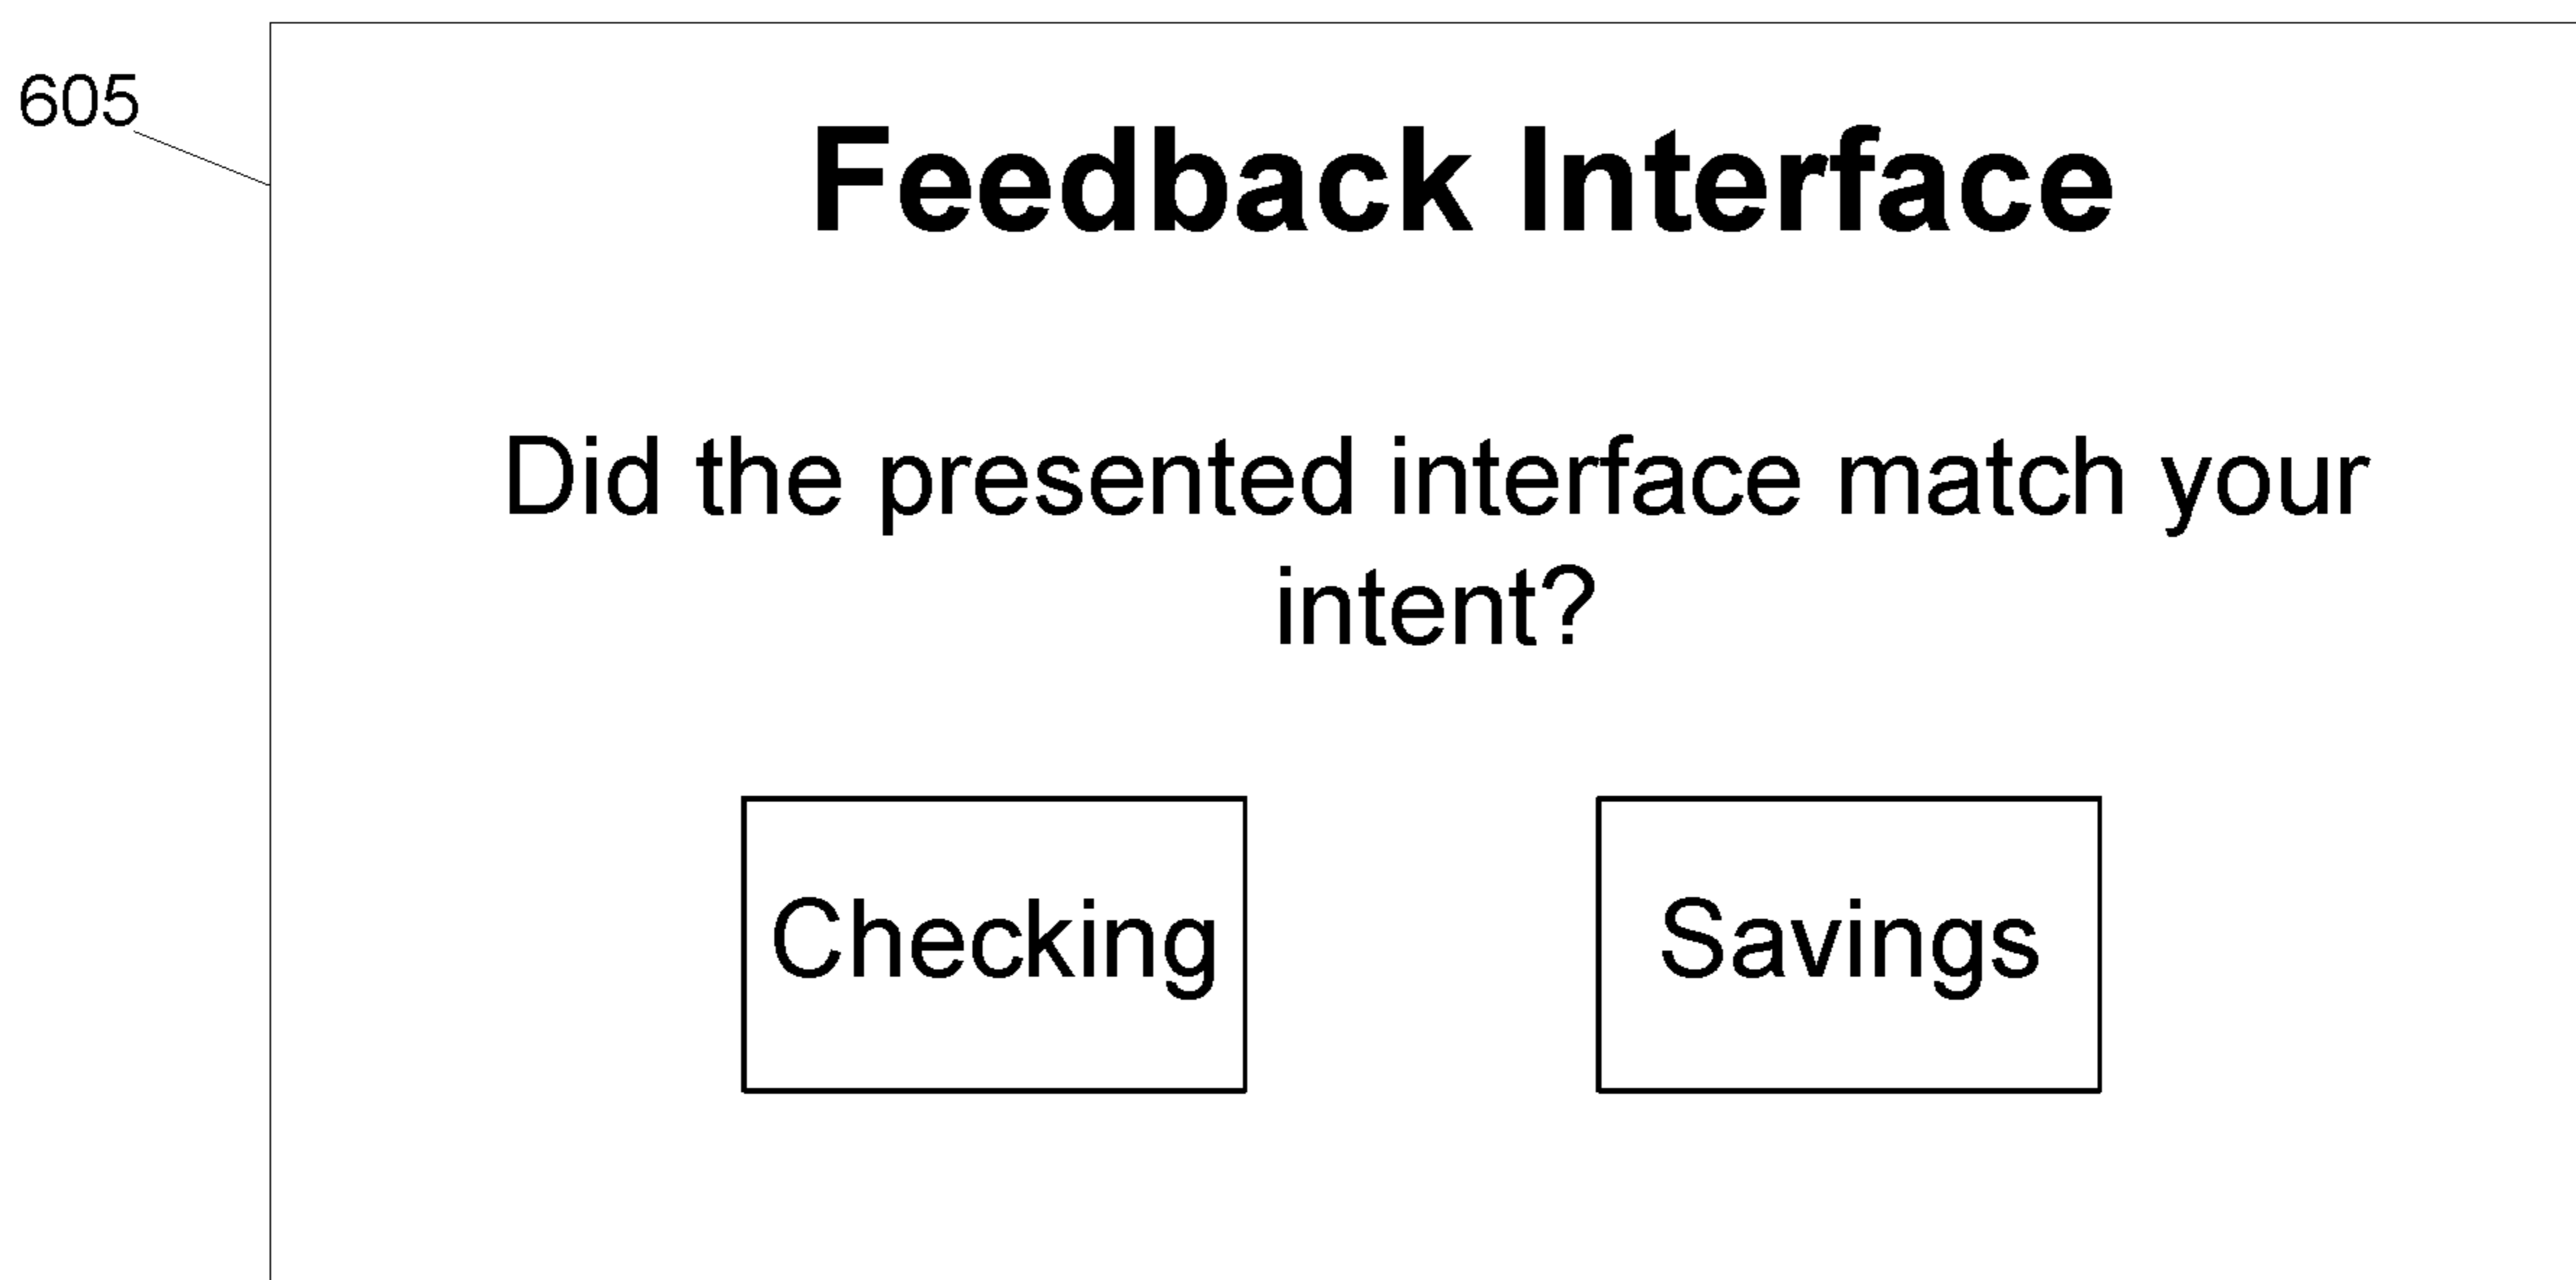 605
Feedback Interface
Did the presented interface match your
intent?
Checking
Savings